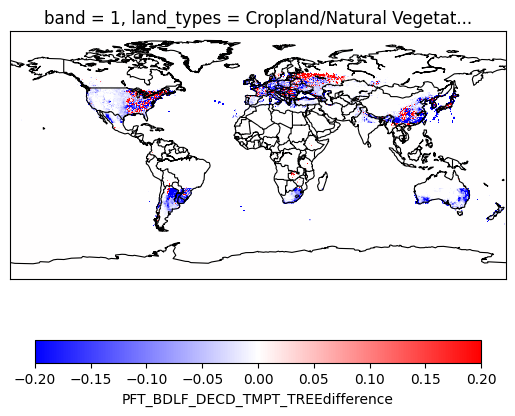 band = 1, land_types = Cropland/Natural Vegetat...
−0.20 −0.15 −0.10 −0.05 0.00 0.05 0.10 0.15 0.20
PFT_BDLF_DECD_TMPT_TREEdifference